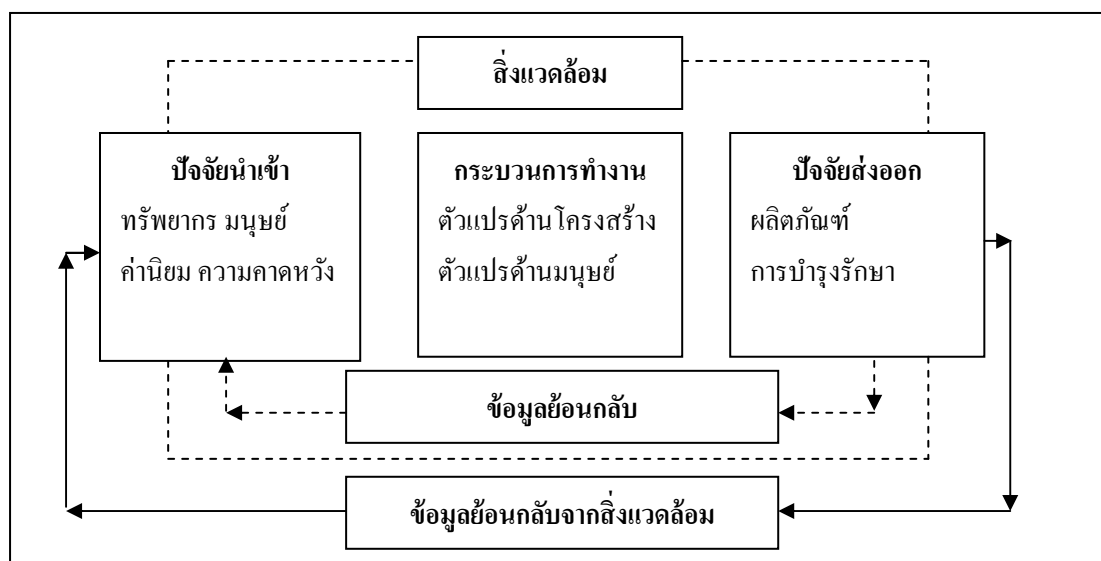 สิ่งแวดล้อม
ปัจจัยนำเข้า
ทรัพยากร มนุษย์
ค่านิยม ความคาดหวัง
กระบวนการทำงาน
ตัวแปรด้านโครงสร้าง
ตัวแปรด้านมนุษย์
ปัจจัยส่งออก
ผลิตภัณฑ์
การบำรุงรักษา
ข้อมูลย้อนกลับ
ข้อมูลย้อนกลับจากสิ่งแวดล้อม